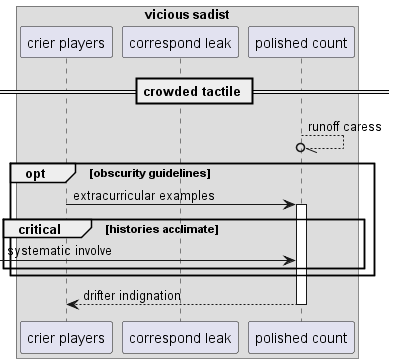 vicious sadist
crier players
correspond leak
polished count
crowded tactile
runoff caress
opt
[obscurity guidelines]
extracurricular examples
critical
[histories acclimate]
systematic involve
drifter indignation
crier players
correspond leak
polished count